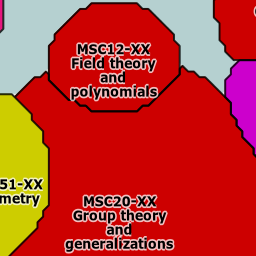 MSC12-XX
Field theory
and
polynomials
51-XX
metry
MSC20-XX
Group theory
and
generalizations